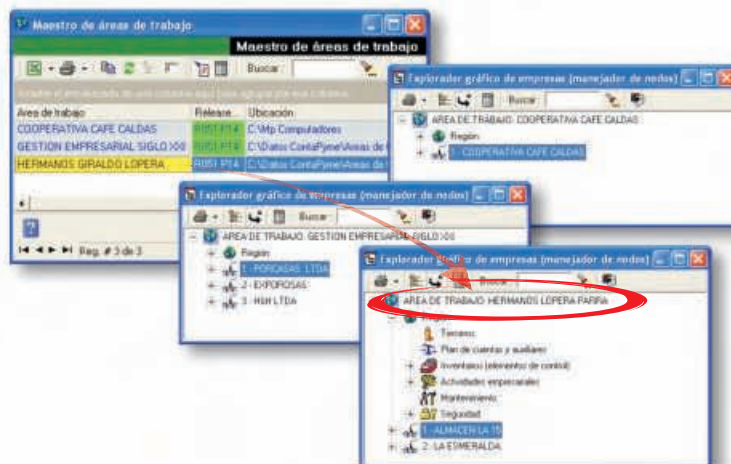 Maestro de áreas de trabajo
Maestro de áreas de trabajo
Buscar:
Area de trabajo Release Ubicación
COOPERATIVA CAFE CALDAS R051 P14 C:\Mp Computadores
GESTION EMPRESARIAL SIGLO XXI R051 P14 C:\Datos ContaPyme\Areas de
HERMANOS GIRALDO LOPERA R051 P14 C:\Datos ContaPyme\Areas de
Reg. # 3 de 3
Explorador gráfico de empresas (manejador de nodos)
Buscar:
AREA DE TRABAJO: COOPERATIVA CAFE CALDAS
Región
1 - COOPERATIVA CAFE CALDAS
Explorador gráfico de empresas (manejador de nodos)
Buscar:
AREA DE TRABAJO: GESTION EMPRESARIAL SIGLO XXI
Región
1 - PORCASAS LTDA
2 - EXPOROSAS
3 - H&H LTDA
Explorador gráfico de empresas (manejador de nodos)
Buscar:
AREA DE TRABAJO: HERMANOS LOPERA PARRA
Región
Terceros
Plan de cuentas y auxiliares
Inventarios (elementos de control)
Actividades empresariales
Mantenimiento
Seguridad
1 - ALMACEN LA 15
2 - LA ESMERALDA